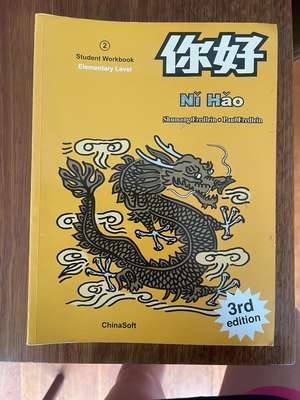 2
Student Workbook
Elementary Level
你好
Nǐ Hǎo
Shumang Fredlein • Paul Fredlein
ChinaSoft
3rd
edition